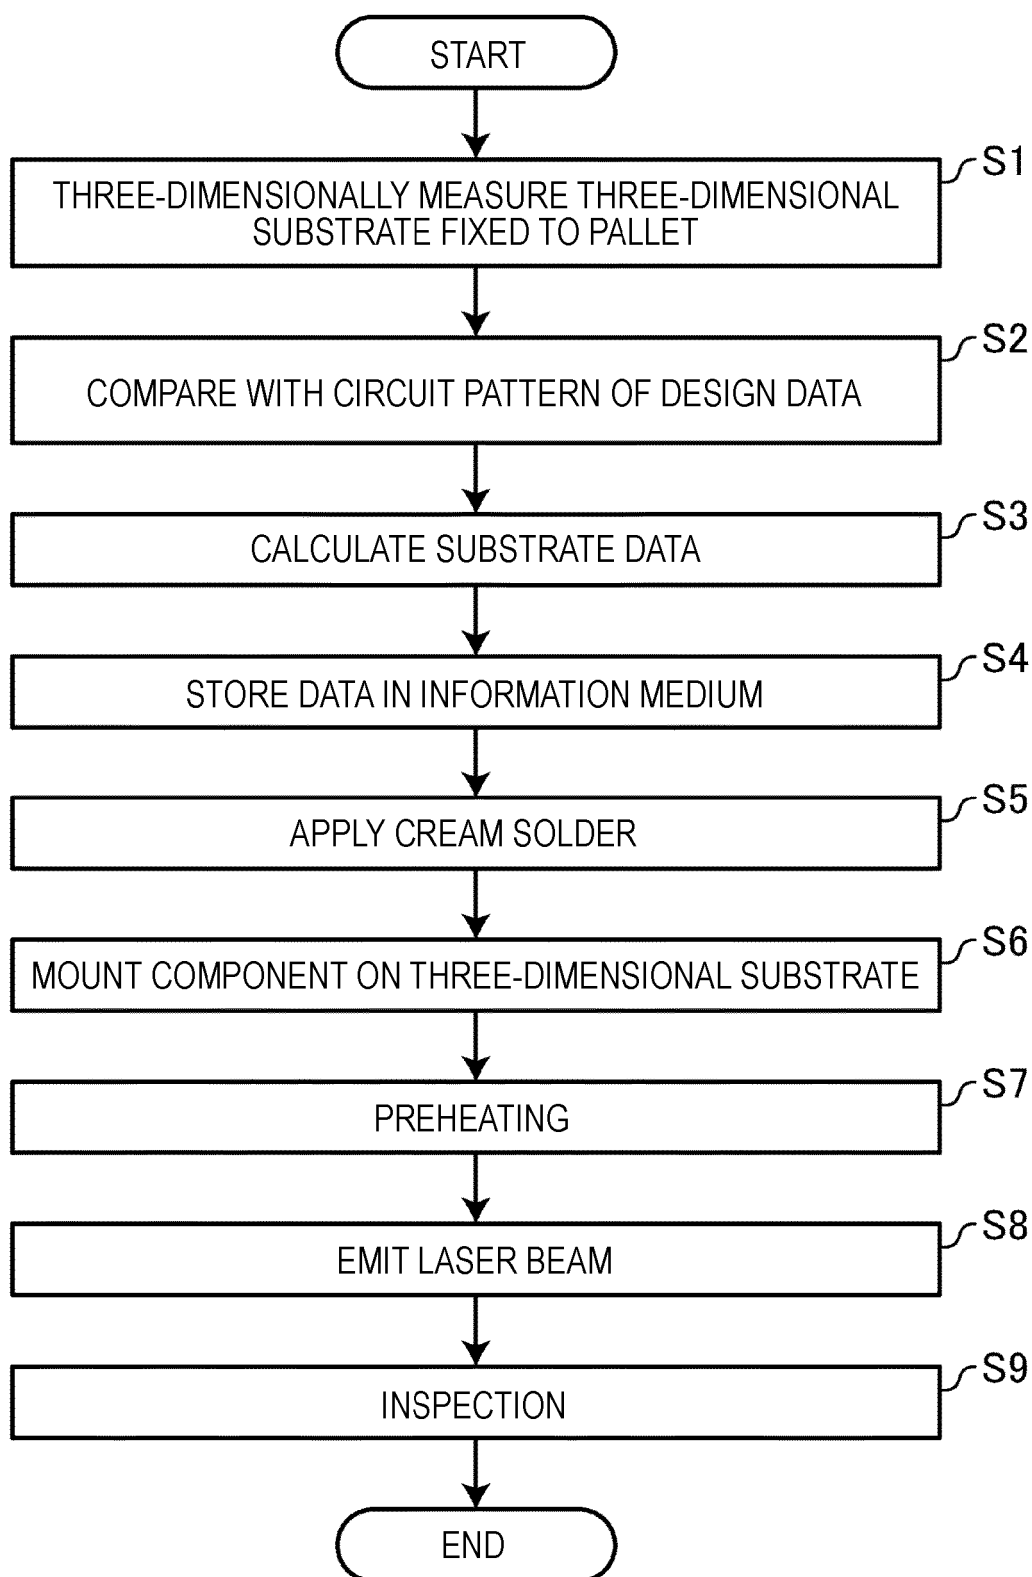 START
S1
THREE-DIMENSIONALLY MEASURE THREE-DIMENSIONAL
SUBSTRATE FIXED TO PALLET
S2
COMPARE WITH CIRCUIT PATTERN OF DESIGN DATA
S3
CALCULATE SUBSTRATE DATA
S4
STORE DATA IN INFORMATION MEDIUM
S5
APPLY CREAM SOLDER
S6
MOUNT COMPONENT ON THREE-DIMENSIONAL SUBSTRATE
S7
PREHEATING
S8
EMIT LASER BEAM
S9
INSPECTION
END